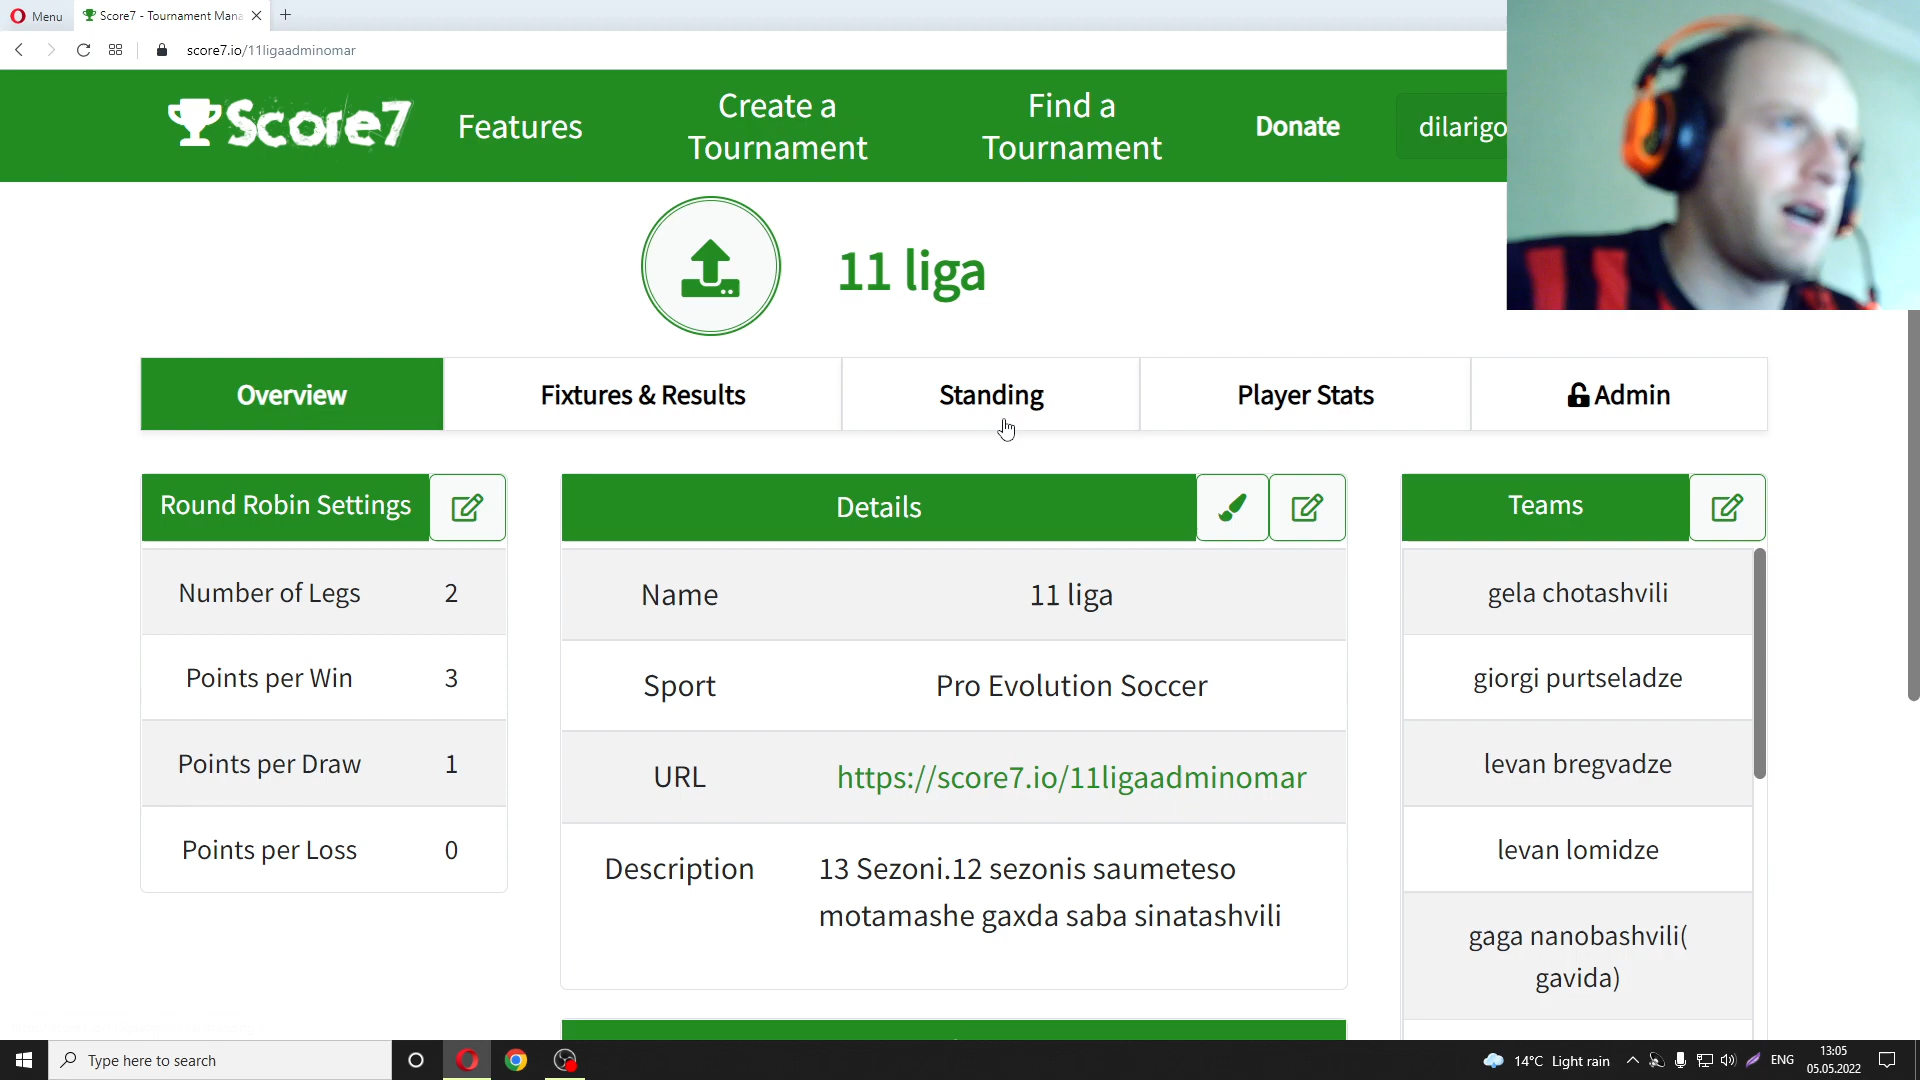 Menu
Score7 - Tournament Mana
score7.io/11ligaadminomar
Score7
Features
Create a
Tournament
Find a
Tournament
Donate
dilarigo
11 liga
Overview
Fixtures & Results
Standing
Player Stats
Admin
Round Robin Settings
Number of Legs 2
Points per Win 3
Points per Draw 1
Points per Loss 0
Details
Name 11 liga
Sport Pro Evolution Soccer
URL https://score7.io/11ligaadminomar
Description 13 Sezoni.12 sezonis saumeteso
motamashe gaxda saba sinatashvili
Teams
gela chotashvili
giorgi purtseladze
levan bregvadze
levan lomidze
gaga nanobashvili(
gavida)
Type here to search
14°C Light rain
ENG
13:05
05.05.2022